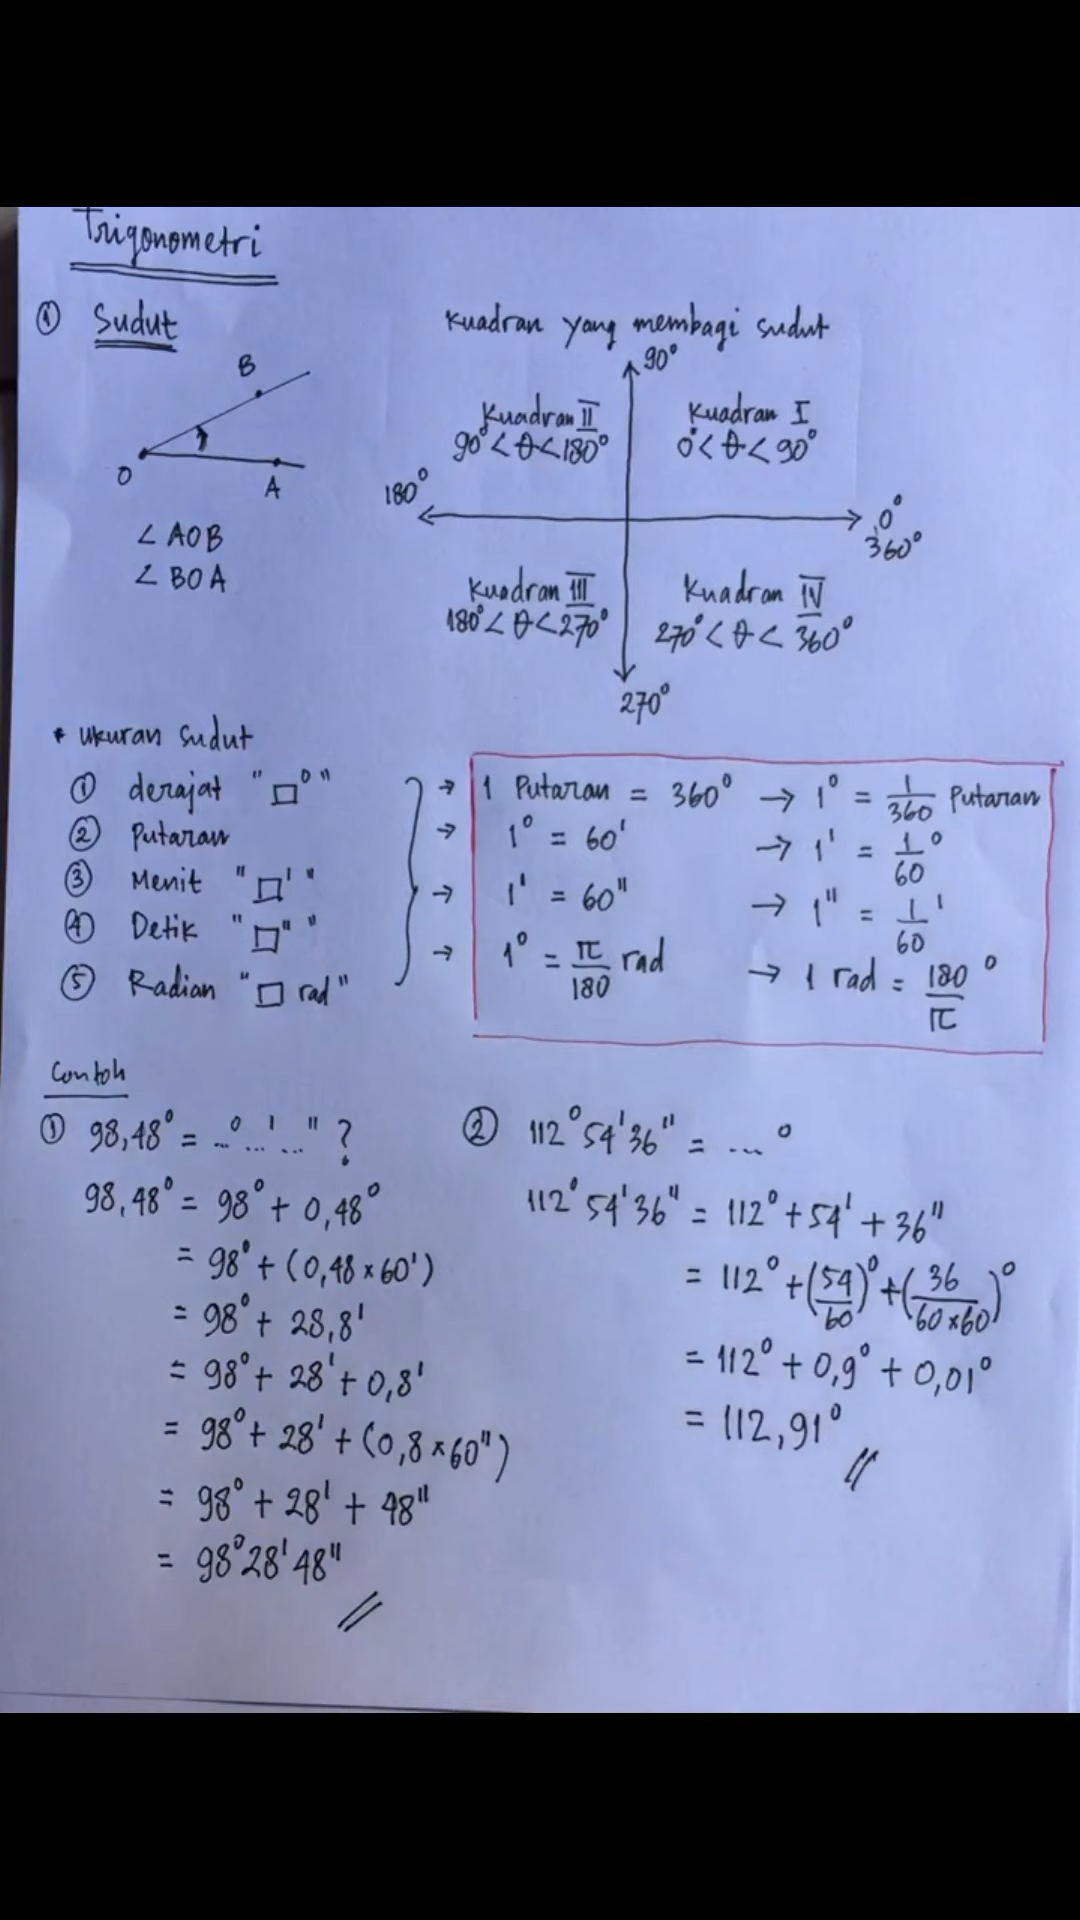 Trigonometri
① Sudut
B
O
A
∠ AOB
∠ BOA
Kuadran yang membagi sudut
90°
Kuadran II
90° < θ < 180°
Kuadran I
0° < θ < 90°
180°
0°
360°
Kuadran III
180° < θ < 270°
Kuadran IV
270° < θ < 360°
270°
* Ukuran Sudut
① derajat "□°"
② Putaran
③ Menit "□'"
④ Detik "□""
⑤ Radian "□ rad"
→ 1 Putaran = 360° → 1° = 1/360 Putaran
→ 1° = 60' → 1' = 1/60°
→ 1' = 60" → 1" = 1/60'
→ 1° = π/180 rad → 1 rad = 180/π °
Contoh
① 98,48° = ...° ...' ..." ?
98,48° = 98° + 0,48°
= 98° + (0,48 × 60')
= 98° + 28,8'
= 98° + 28' + 0,8'
= 98° + 28' + (0,8 × 60")
= 98° + 28' + 48"
= 98° 28' 48"
② 112° 54' 36" = ....°
112° 54' 36" = 112° + 54' + 36"
= 112° + (54/60)° + (36/60×60)°
= 112° + 0,9° + 0,01°
= 112,91°